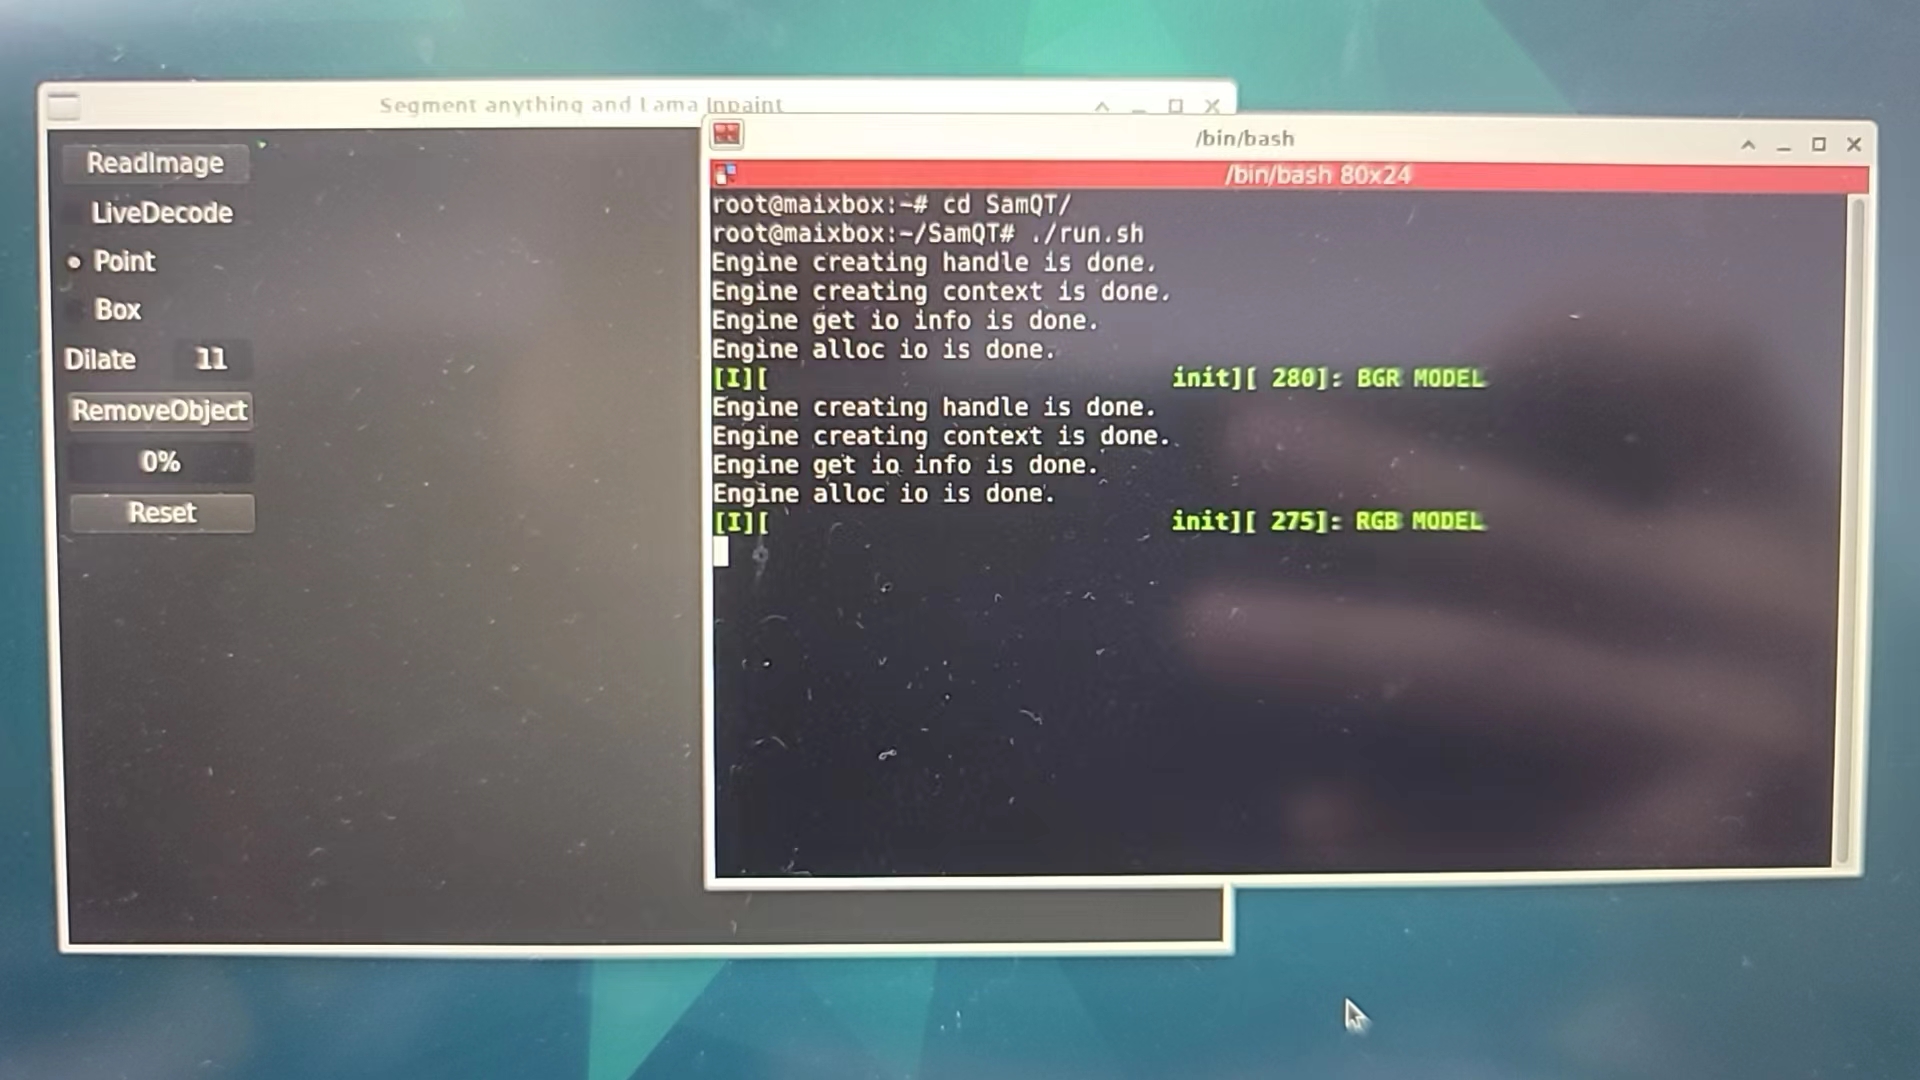 Segment anything and Lama Inpaint
ReadImage
LiveDecode
Point
Box
Dilate 11
RemoveObject
0%
Reset
/bin/bash
/bin/bash 80x24
root@maixbox:~# cd SamQT/
root@maixbox:~/SamQT# ./run.sh
Engine creating handle is done.
Engine creating context is done.
Engine get io info is done.
Engine alloc io is done.
[I][ init][ 280]: BGR MODEL
Engine creating handle is done.
Engine creating context is done.
Engine get io info is done.
Engine alloc io is done.
[I][ init][ 275]: RGB MODEL